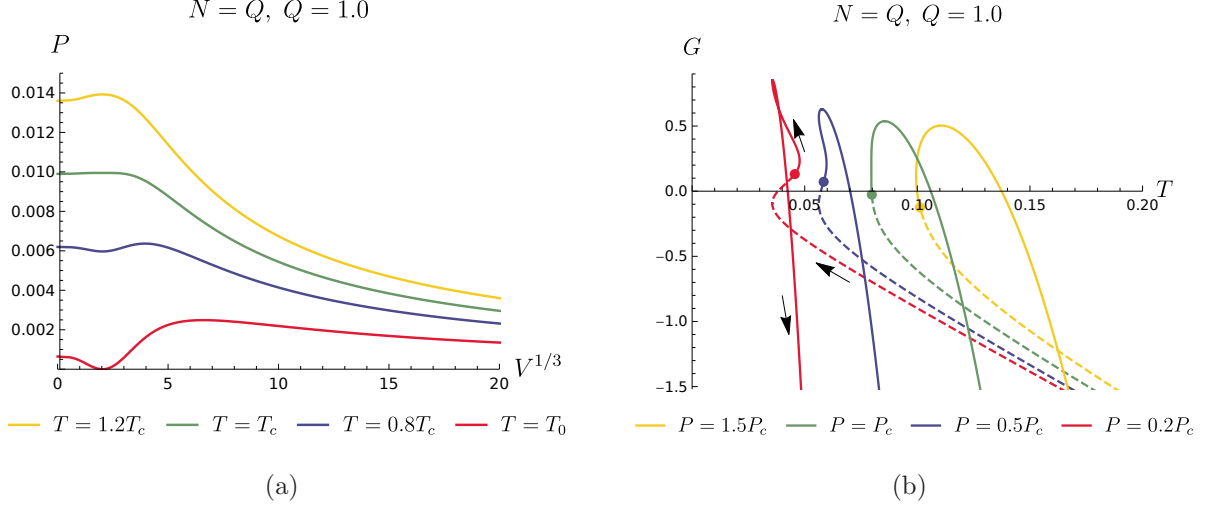 N = Q, Q = 1.0
P
0.014
0.012
0.010
0.008
0.006
0.004
0.002
0 5 10 15 20
V^{1/3}
T = 1.2T_c T = T_c T = 0.8T_c T = T_0
(a)
N = Q, Q = 1.0
G
0.5
0.0
−0.5
−1.0
−1.5
0.05 0.10 0.15 0.20
T
P = 1.5P_c P = P_c P = 0.5P_c P = 0.2P_c
(b)